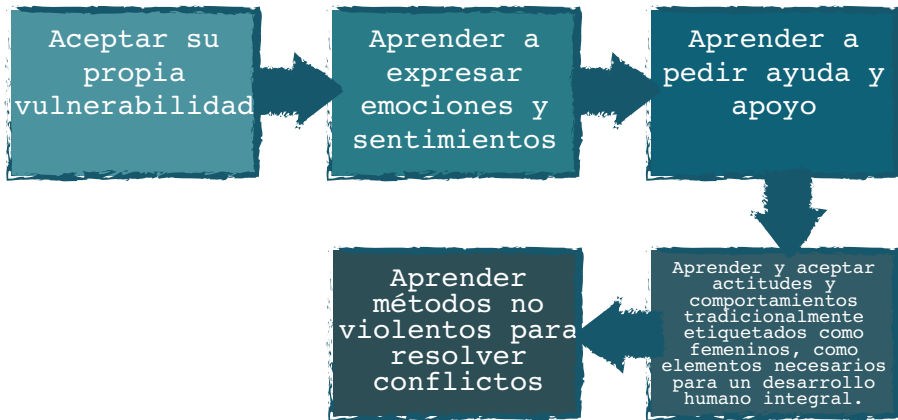 Aceptar su
propia
vulnerabilidad
Aprender a
expresar
emociones y
sentimientos
Aprender a
pedir ayuda y
apoyo
Aprender y aceptar
actitudes y
comportamientos
tradicionalmente
etiquetados como
femeninos, como
elementos necesarios
para un desarrollo
humano integral.
Aprender
métodos no
violentos para
resolver
conflictos